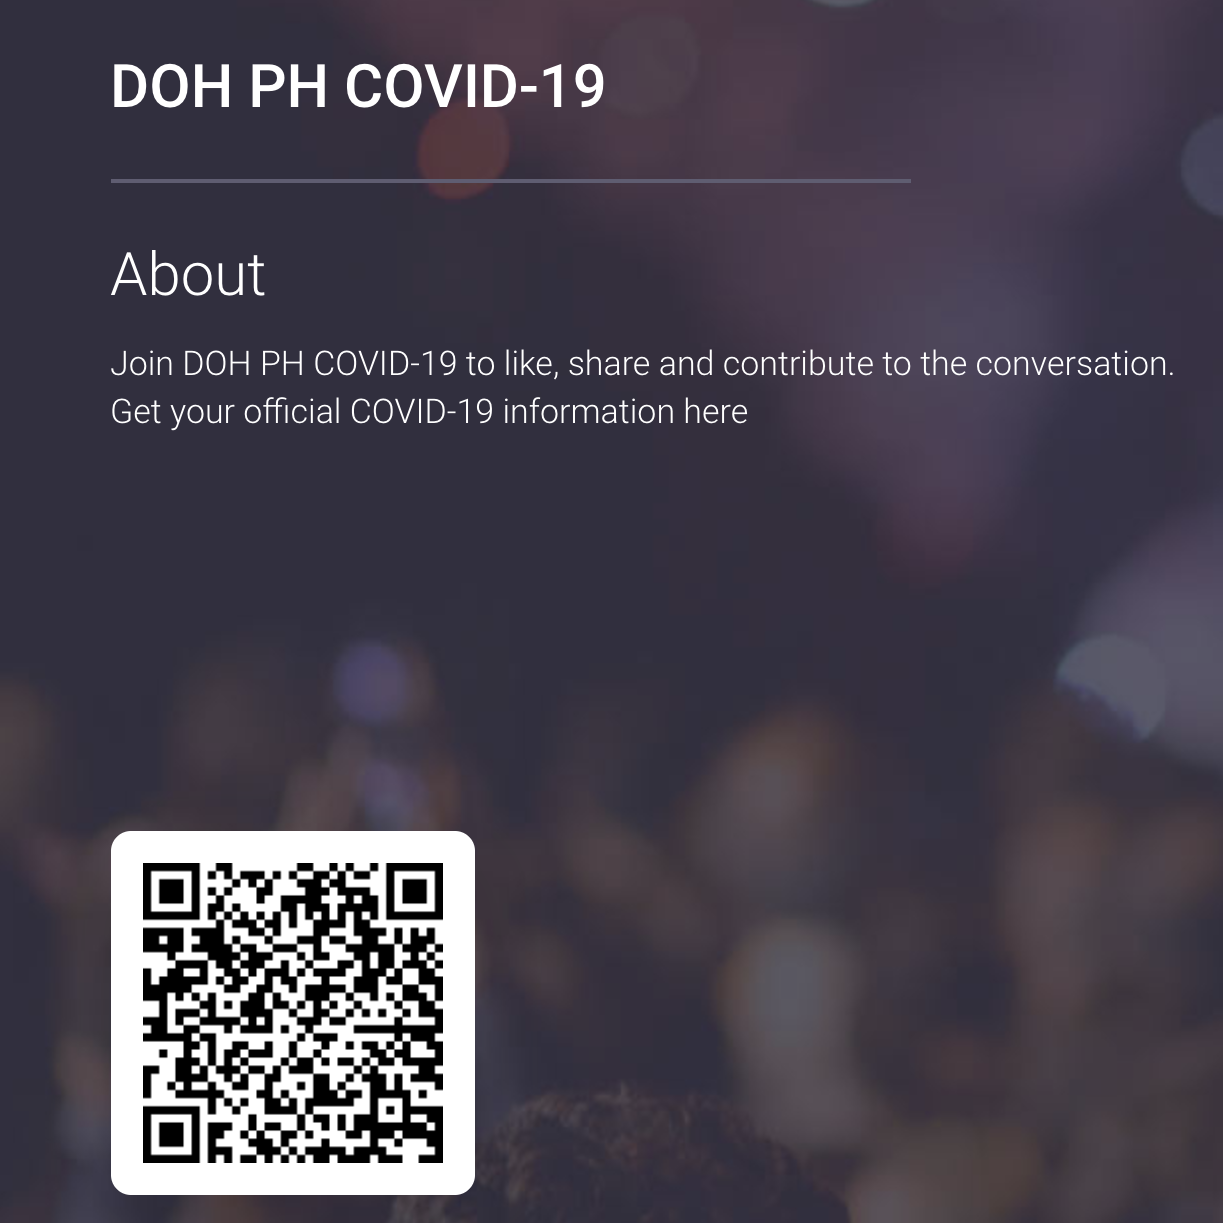 DOH PH COVID-19
About
Join DOH PH COVID-19 to like, share and contribute to the conversation.
Get your official COVID-19 information here